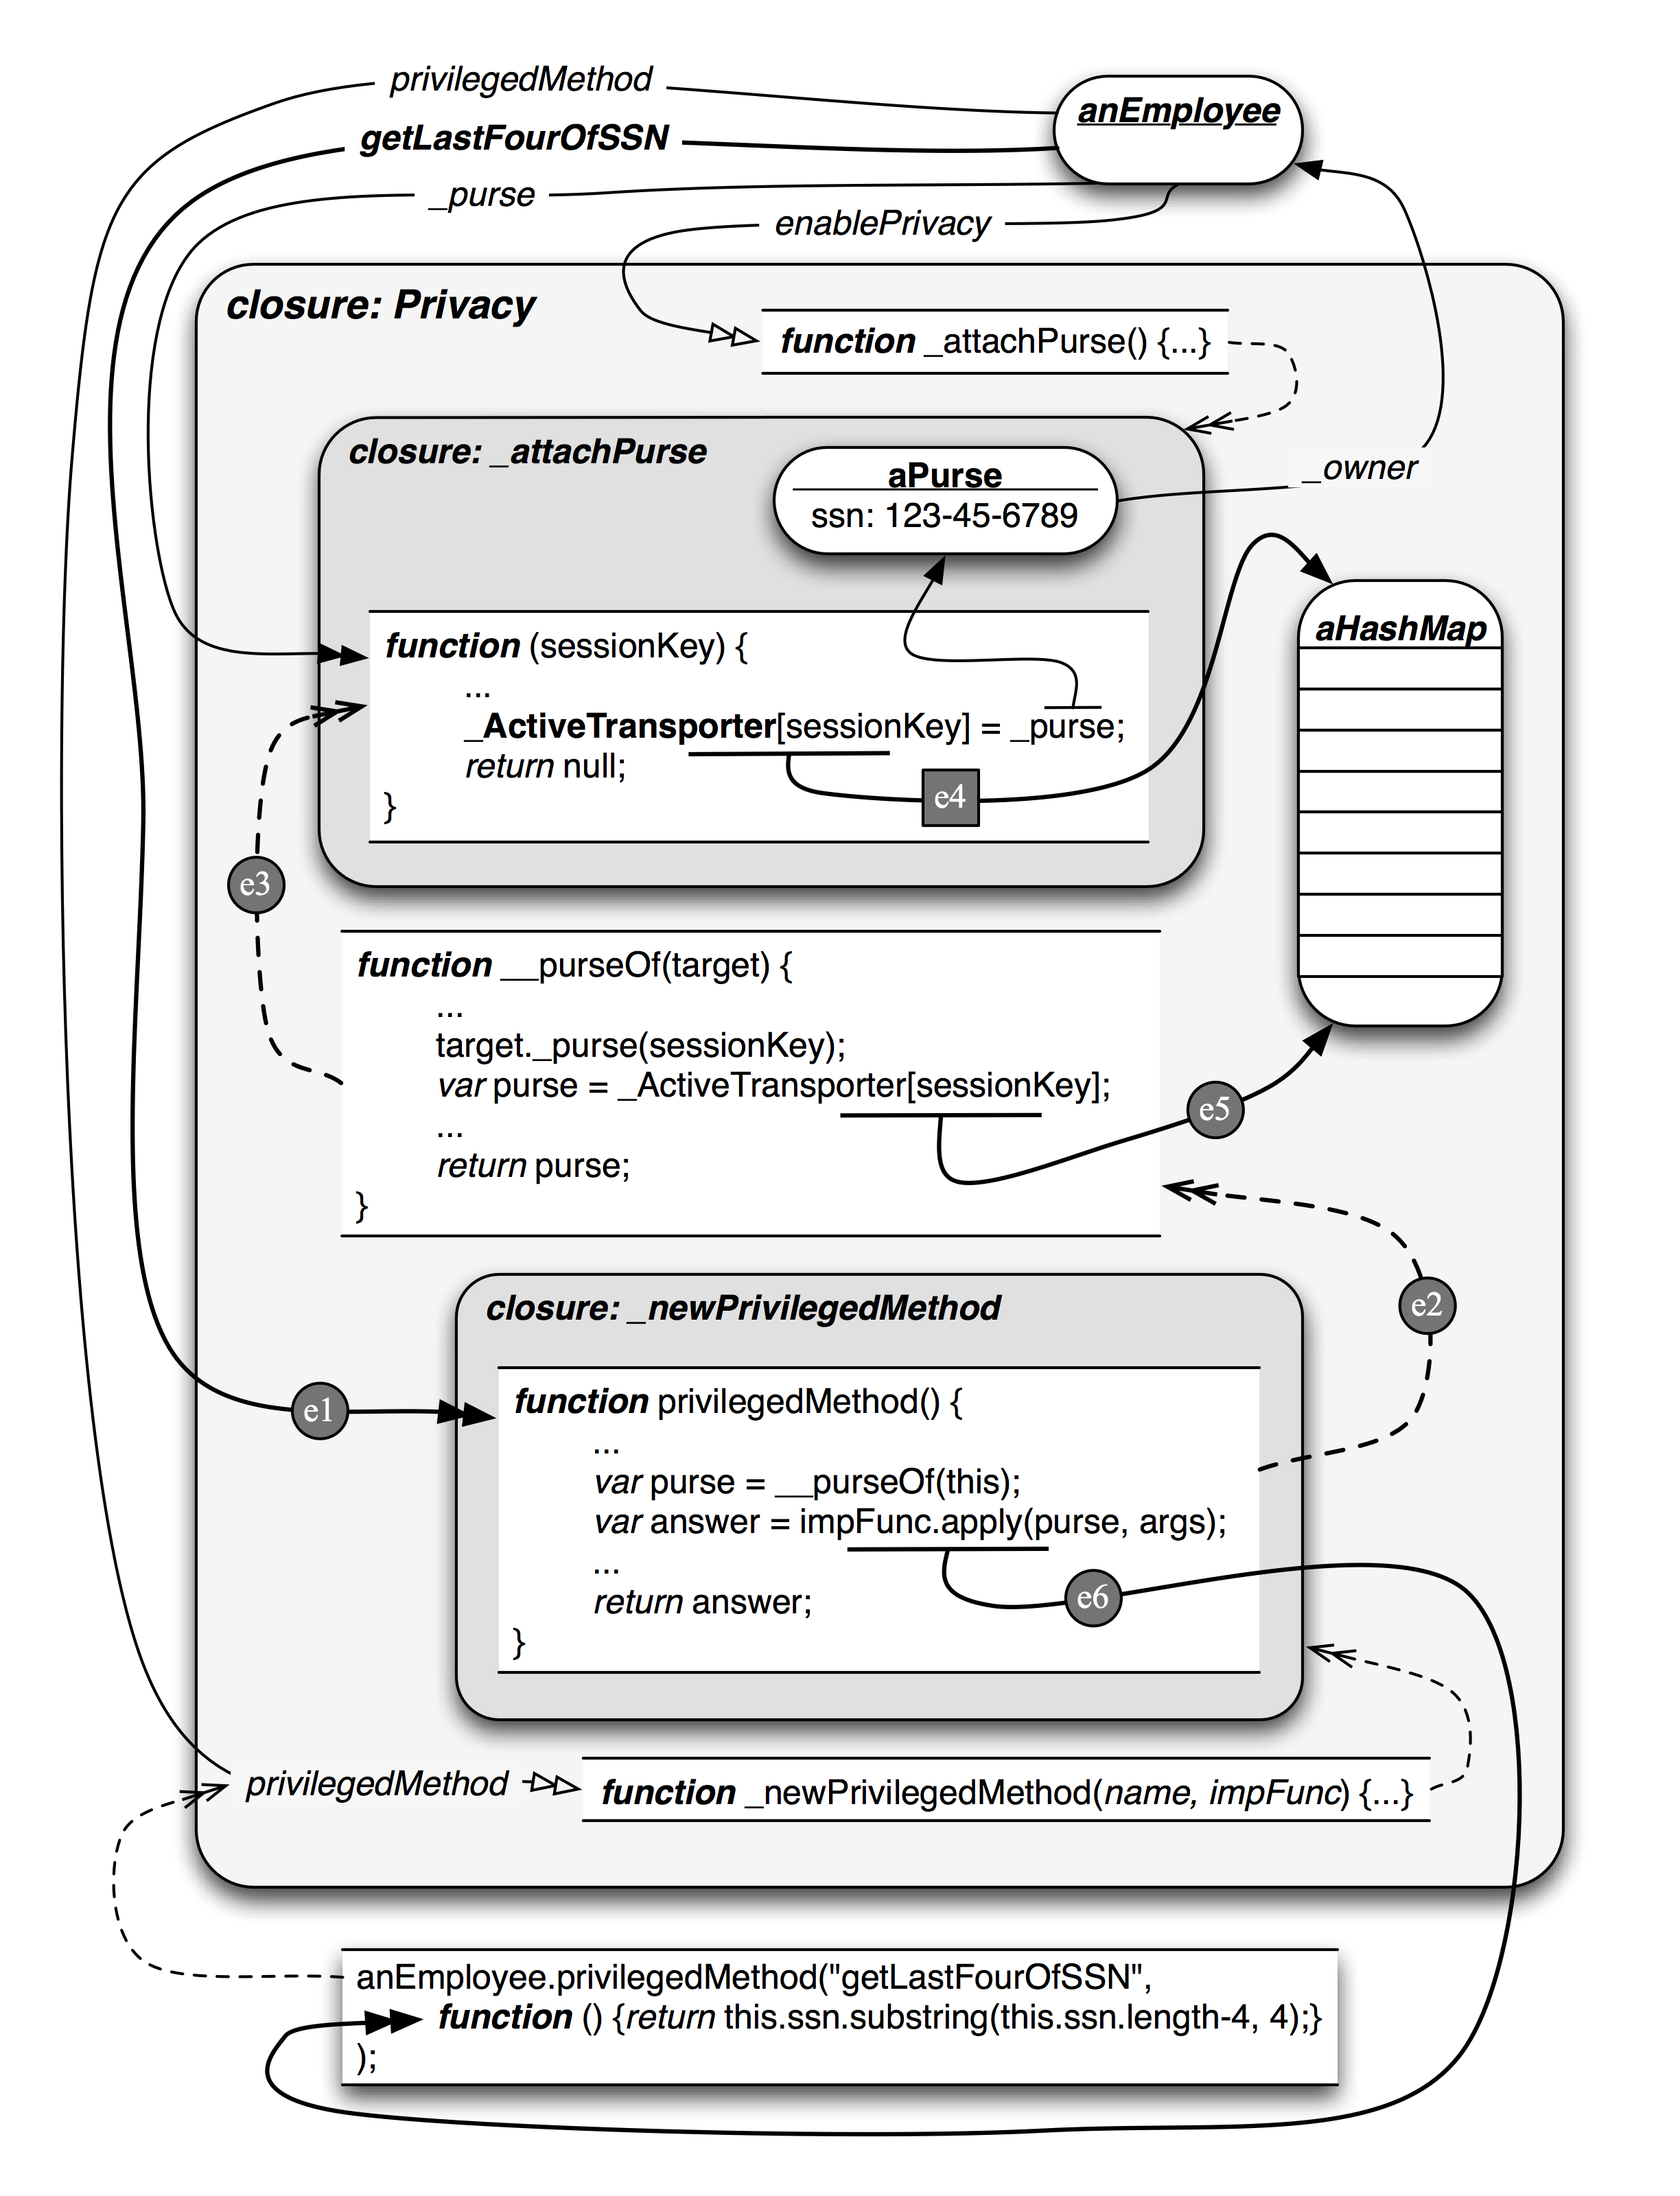 privilegedMethod
anEmployee
getLastFourOfSSN
_purse
enablePrivacy
closure: Privacy
function _attachPurse() {...}
closure: _attachPurse
_owner
aPurse
ssn: 123-45-6789
aHashMap
function (sessionKey) {
...
_ActiveTransporter[sessionKey] = _purse;
return null;
}
e4
e3
function __purseOf(target) {
...
target._purse(sessionKey);
var purse = _ActiveTransporter[sessionKey];
...
return purse;
}
e5
e2
closure: _newPrivilegedMethod
e1
function privilegedMethod() {
...
var purse = __purseOf(this);
var answer = impFunc.apply(purse, args);
...
return answer;
}
e6
privilegedMethod
function _newPrivilegedMethod(name, impFunc) {...}
anEmployee.privilegedMethod("getLastFourOfSSN",
function () {return this.ssn.substring(this.ssn.length-4, 4);}
);